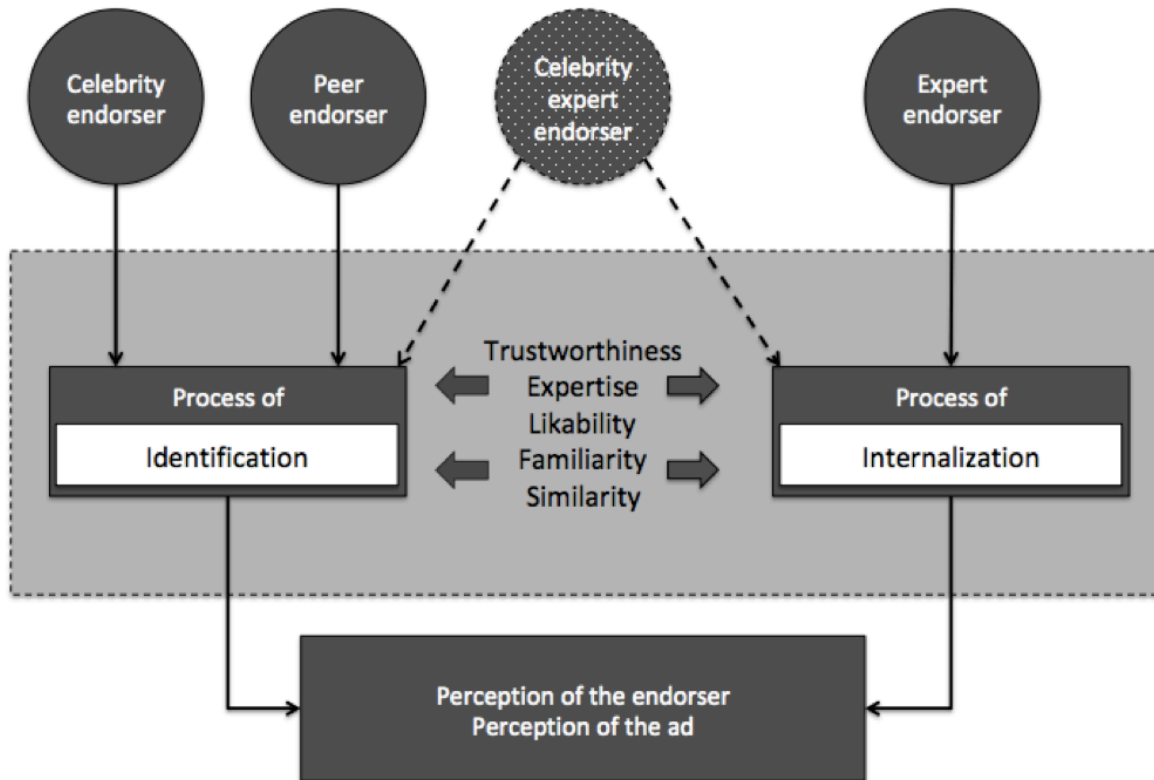 Celebrity
endorser
Peer
endorser
Celebrity
expert
endorser
Expert
endorser
Trustworthiness
Expertise
Likability
Familiarity
Similarity
Process of
Identification
Process of
Internalization
Perception of the endorser
Perception of the ad